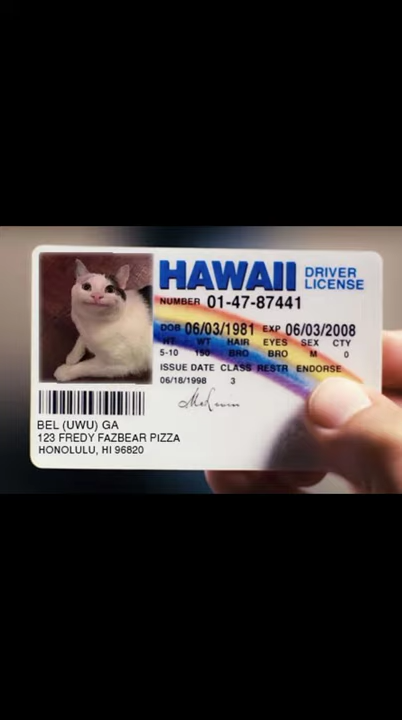 HAWAII DRIVER LICENSE
NUMBER 01-47-87441
DOB 06/03/1981 EXP 06/03/2008
HT WT HAIR EYES SEX CTY
5-10 150 BRO BRO M 0
ISSUE DATE CLASS RESTR ENDORSE
06/18/1998 3
BEL (UWU) GA
123 FREDY FAZBEAR PIZZA
HONOLULU, HI 96820